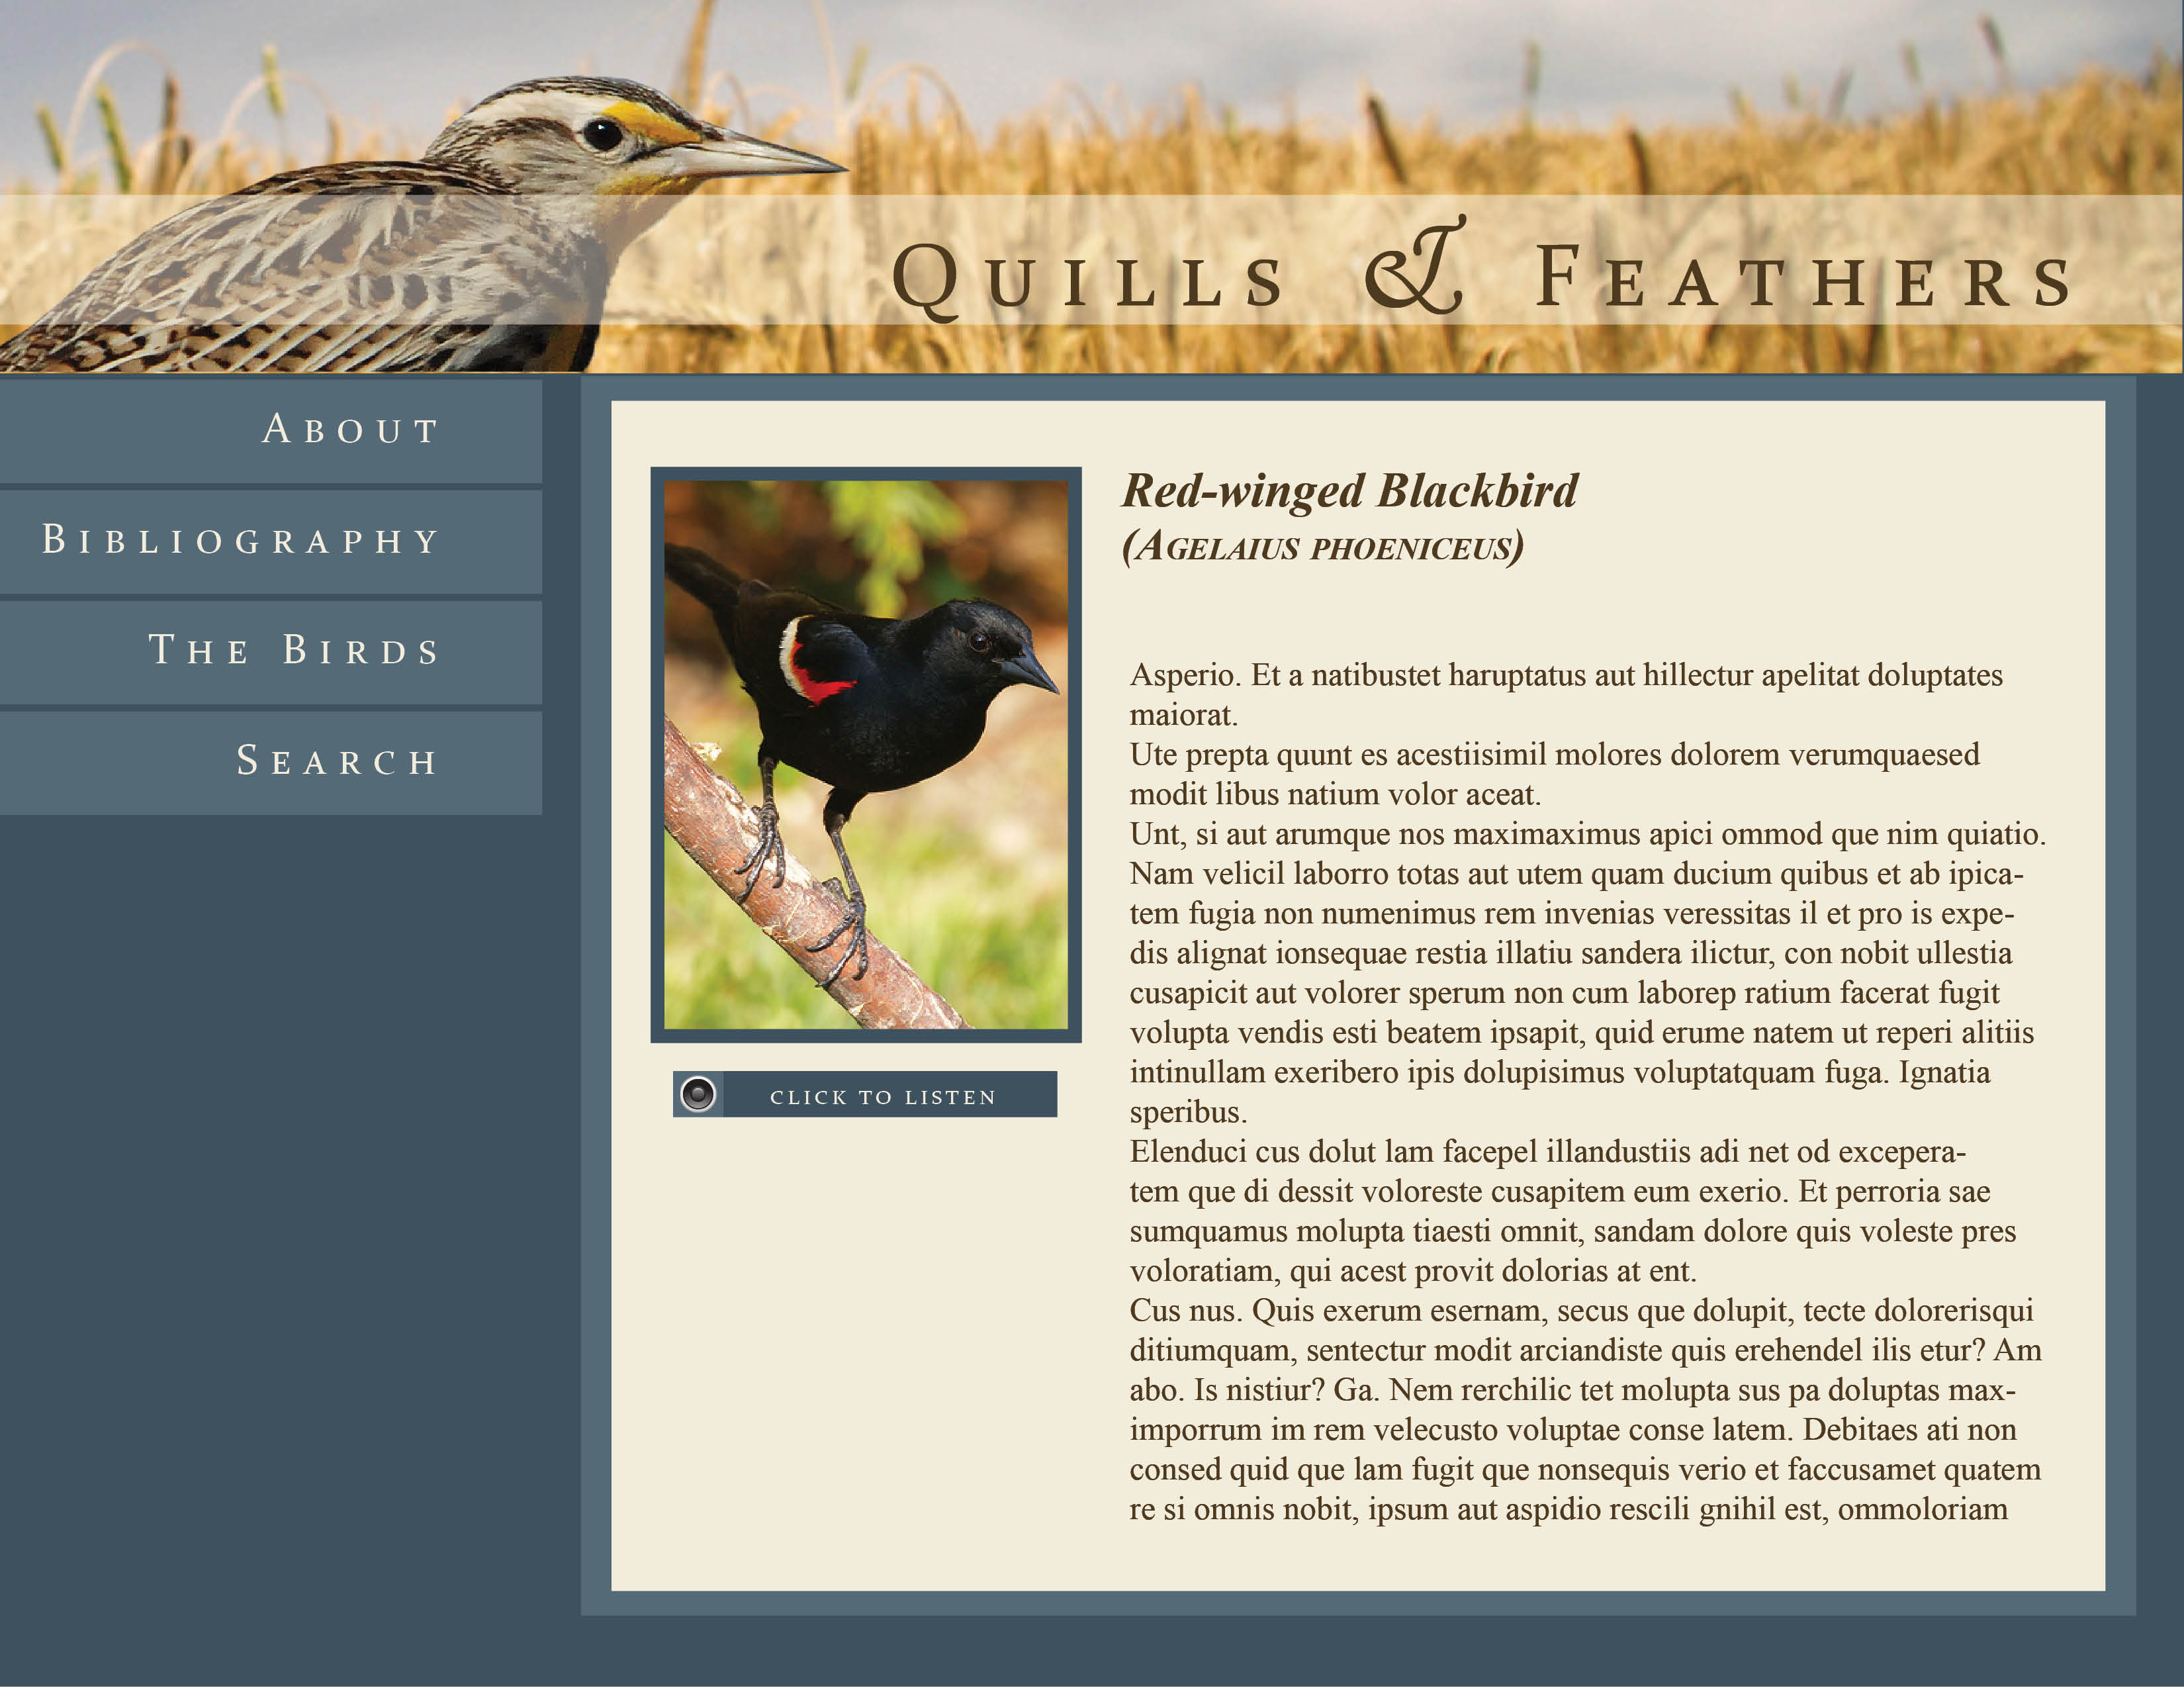 Quills & Feathers
About
Bibliography
The Birds
Search
Red-winged Blackbird
(Agelaius phoeniceus)
Asperio. Et a natibustet haruptatus aut hillectur apelitat doluptates
maiorat.
Ute prepta quunt es acestiisimil molores dolorem verumquaesed
modit libus natium volor aceat.
Unt, si aut arumque nos maximaximus apici ommod que nim quiatio.
Nam velicil laborro totas aut utem quam ducium quibus et ab ipica-
tem fugia non numenimus rem invenias veressitas il et pro is expe-
dis alignat ionsequae restia illatiu sandera ilictur, con nobit ullestia
cusapicit aut volorer sperum non cum laborep ratium facerat fugit
volupta vendis esti beatem ipsapit, quid erume natem ut reperi alitiis
intinullam exeribero ipis dolupisimus voluptatquam fuga. Ignatia
speribus.
Elenduci cus dolut lam facepel illandustiis adi net od excepera-
tem que di dessit voloreste cusapitem eum exerio. Et perroria sae
sumquamus molupta tiaesti omnit, sandam dolore quis voleste pres
voloratiam, qui acest provit dolorias at ent.
Cus nus. Quis exerum esernam, secus que dolupit, tecte dolorerisqui
ditiumquam, sentectur modit arciandiste quis erehendel ilis etur? Am
abo. Is nistiur? Ga. Nem rerchilic tet molupta sus pa doluptas max-
imporrum im rem velecusto voluptae conse latem. Debitaes ati non
consed quid que lam fugit que nonsequis verio et faccusamet quatem
re si omnis nobit, ipsum aut aspidio rescili gnihil est, ommoloriam
click to listen